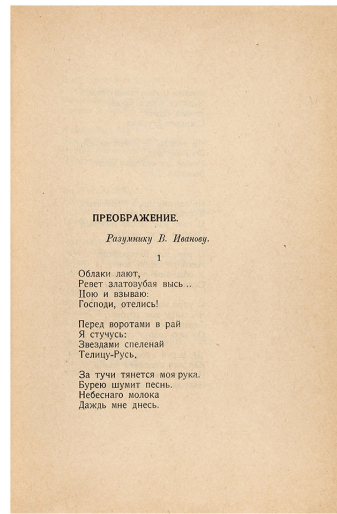 ПРЕОБРАЖЕНИЕ.
Разумнику В. Иванову.
1
Облаки лают,
Ревет златозубая высь...
Пою и взываю:
Господи, отелись!
Перед воротами в рай
Я стучусь:
Звездами спеленай
Телицу-Русь.
За тучи тянется моя рука.
Бурею шумит песнь.
Небеснаго молока
Даждь мне днесь.